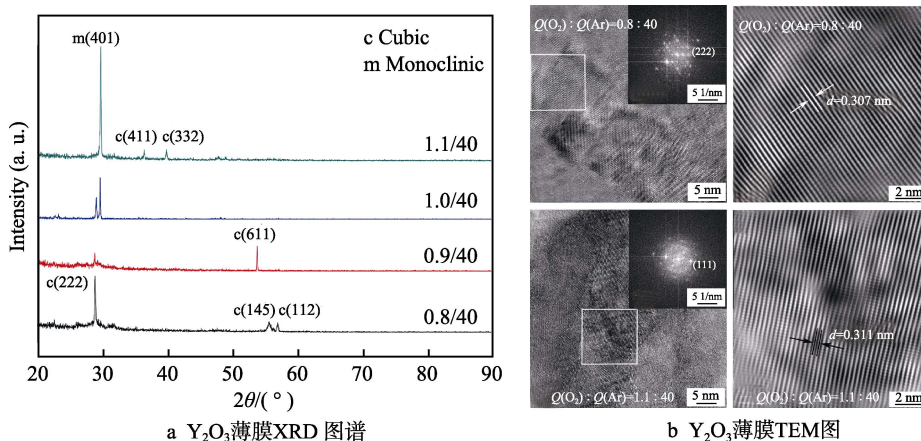 m(401)
c Cubic
m Monoclinic
c(411)
c(332)
1.1/40
1.0/40
c(611)
0.9/40
c(222)
c(145)
c(112)
0.8/40
Intensity (a. u.)
20 30 40 50 60 70 80 90
2θ/( ° )
a Y₂O₃薄膜XRD 图谱
Q(O₂)∶Q(Ar)=0.8∶40
(222)
5 1/nm
5 nm
Q(O₂)∶Q(Ar)=0.8∶40
d=0.307 nm
2 nm
(111)
5 1/nm
Q(O₂)∶Q(Ar)=1.1∶40
5 nm
d=0.311 nm
Q(O₂)∶Q(Ar)=1.1∶40
2 nm
b Y₂O₃薄膜TEM图